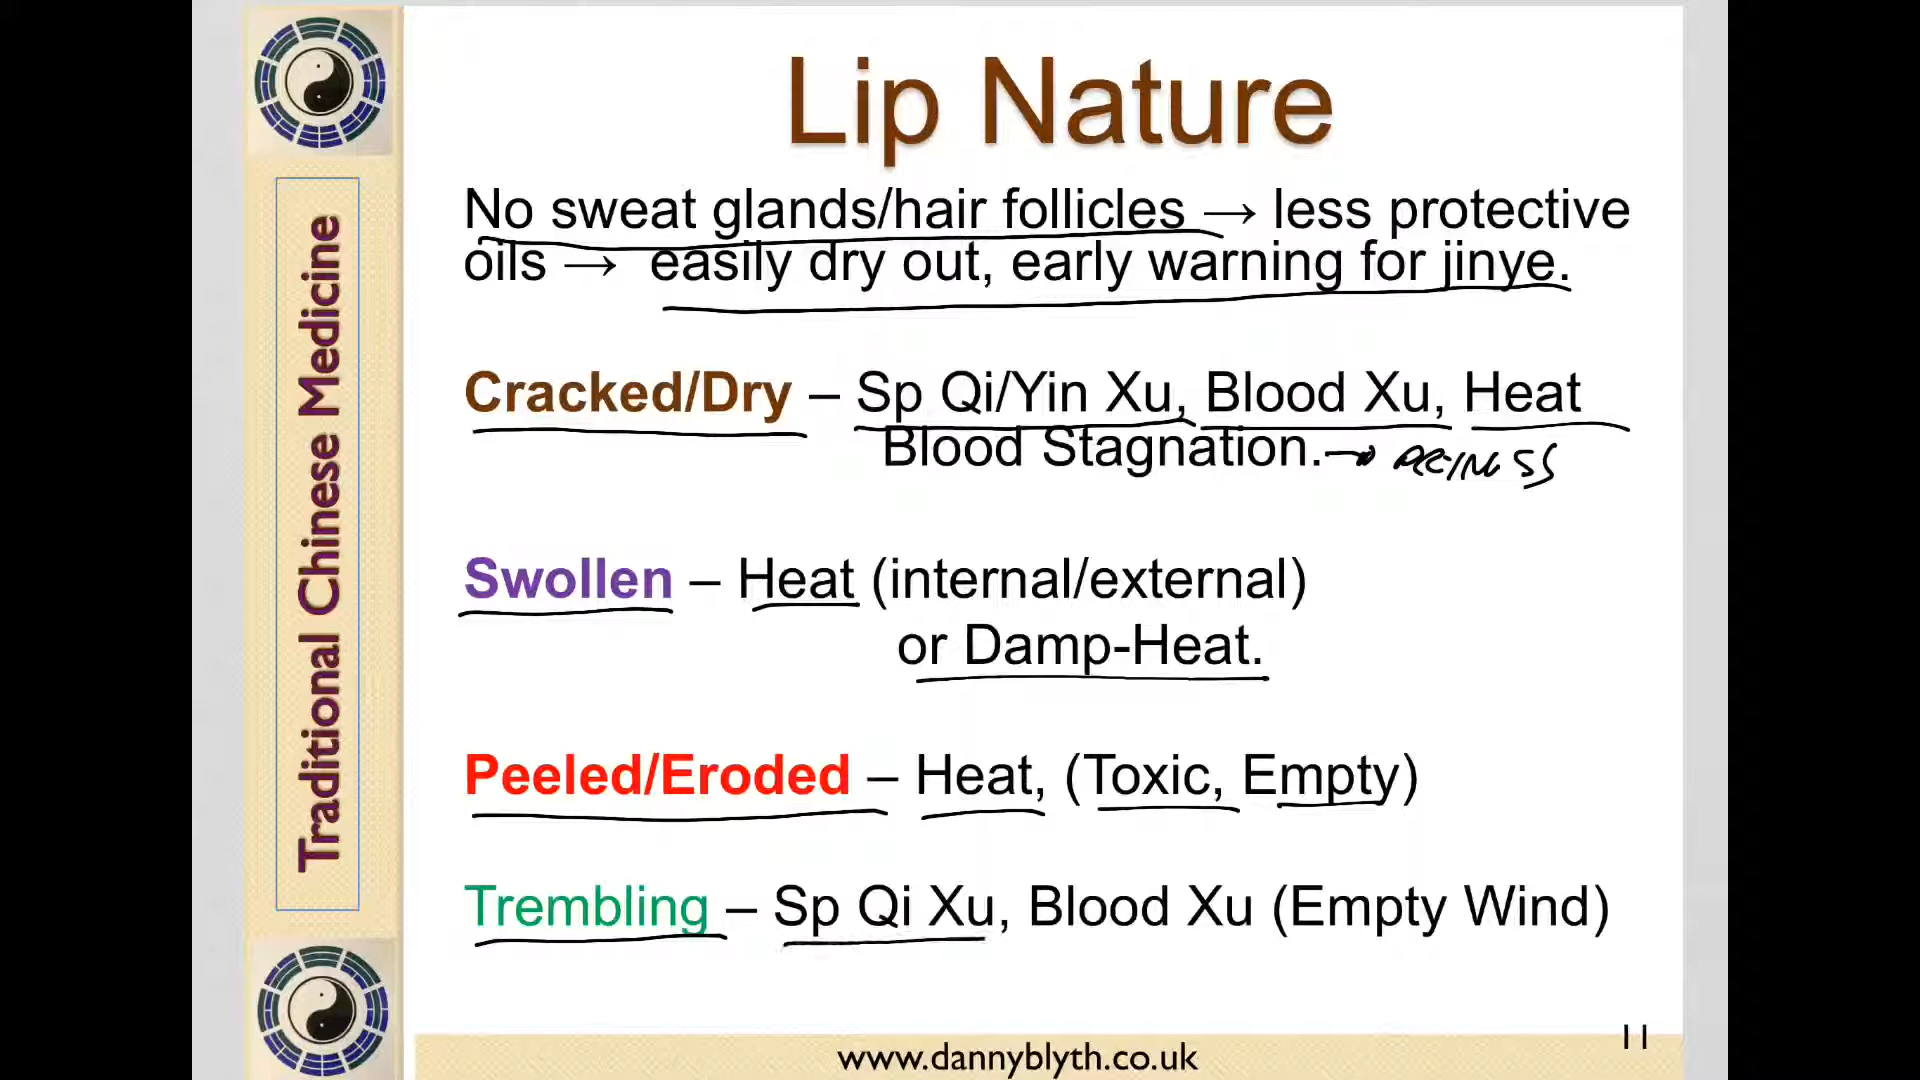 Lip Nature
No sweat glands/hair follicles → less protective
oils → easily dry out, early warning for jinye.
Cracked/Dry – Sp Qi/Yin Xu, Blood Xu, Heat
Blood Stagnation.
Swollen – Heat (internal/external)
or Damp-Heat.
Peeled/Eroded – Heat, (Toxic, Empty)
Trembling – Sp Qi Xu, Blood Xu (Empty Wind)
Traditional Chinese Medicine
www.dannyblyth.co.uk
11